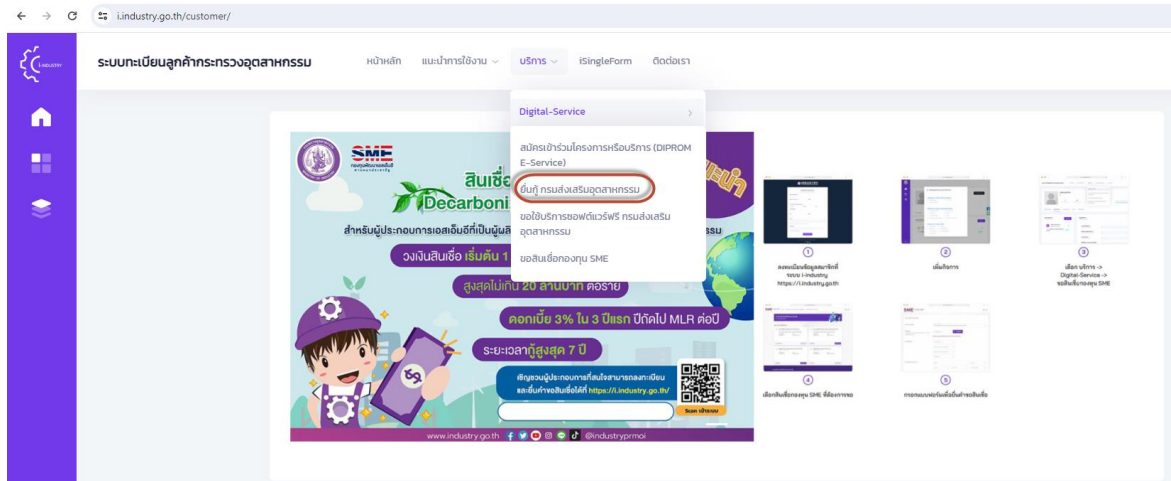 i.industry.go.th/customer/
i-INDUSTRY
ระบบทะเบียนลูกค้ากระทรวงอุตสาหกรรม
หน้าหลัก
แนะนำการใช้งาน
บริการ
iSingleForm
ติดต่อเรา
Digital-Service
สมัครเข้าร่วมโครงการหรือบริการ (DIPROM
E-Service)
ยื่นกู้ กรมส่งเสริมอุตสาหกรรม
ขอใช้บริการซอฟต์แวร์ฟรี กรมส่งเสริม
อุตสาหกรรม
ขอสินเชื่อกองทุน SME
SME
สินเชื่
Decarboni
สำหรับผู้ประกอบการเอสเอ็มอีที่เป็นผู้ผลิ
รรม
วงเงินสินเชื่อ เริ่มต้น 1
สูงสุดไม่เกิน 20 ล้านบาท ต่อราย
ดอกเบี้ย 3% ใน 3 ปีแรก ปีถัดไป MLR ต่อปี
ระยะเวลากู้สูงสุด 7 ปี
เชิญชวนผู้ประกอบการที่สนใจสามารถลงทะเบียน
และยื่นคำขอสินเชื่อได้ที่ https://i.industry.go.th/
Scan เข้าระบบ
www.industry.go.th
@industryprmoi
1
ลงทะเบียนข้อมูลสมาชิกที่
ระบบ i-Industry
https://i.industry.go.th
2
เพิ่มกิจการ
3
เลือก บริการ ->
Digital-Service ->
ขอสินเชื่อกองทุน SME
4
เลือกสินเชื่อกองทุน SME ที่ต้องการขอ
5
กรอกแบบฟอร์มเพื่อยื่นคำขอสินเชื่อ